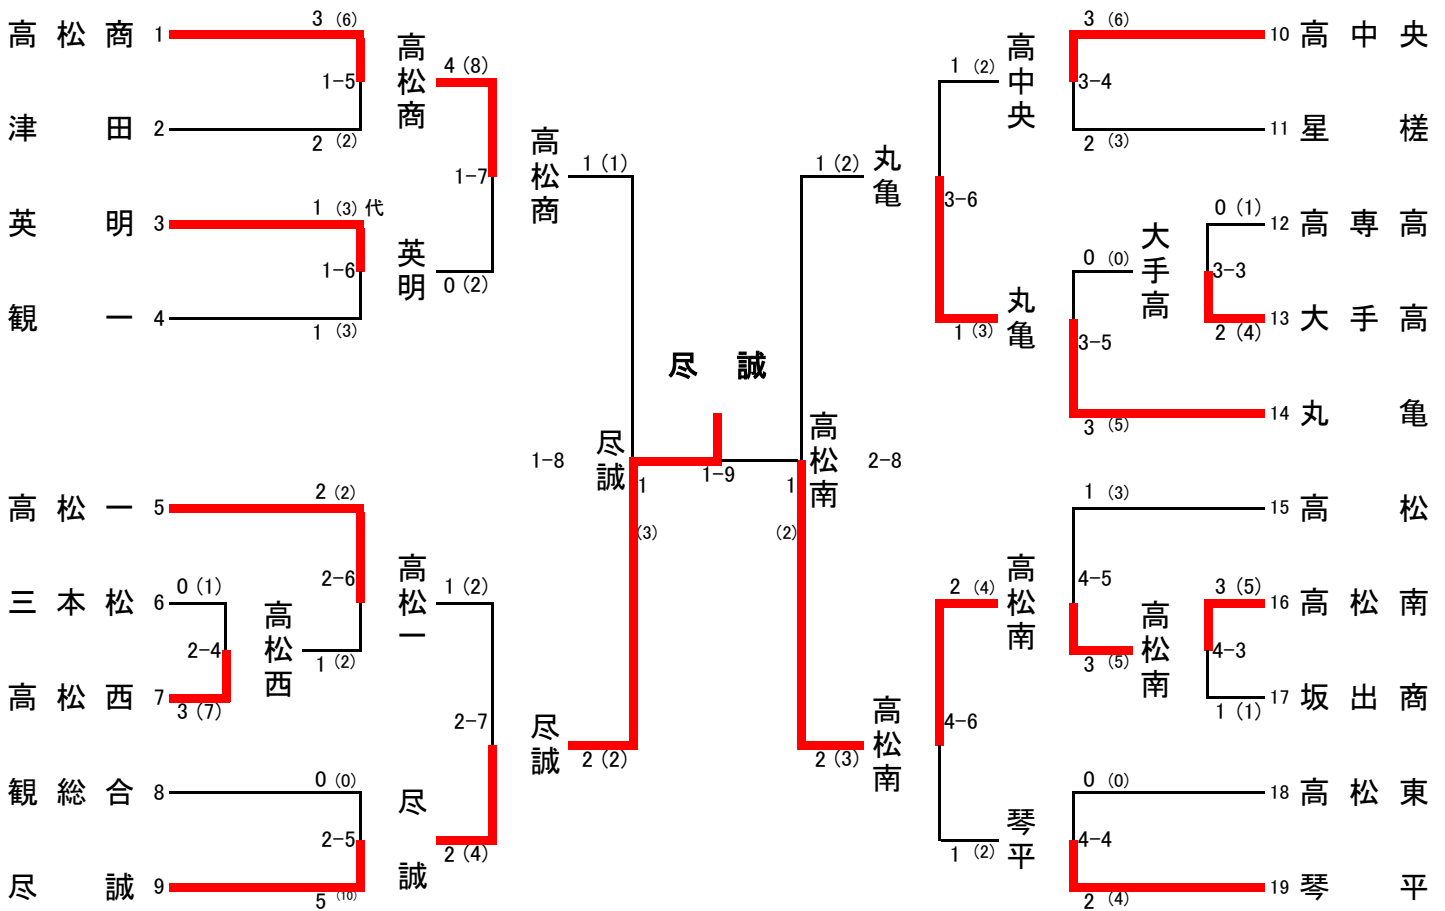 高松商 1 3 (6)
1-5
津田 2 2 (2)
高松商 4 (8)
1-7
英明 3 1 (3) 代
1-6
観一 4 1 (3)
英明 0 (2)
高松商 1 (1)
高松一 5 2 (2)
2-6
三本松 6 0 (1)
2-4
高松西 7 3 (7)
高松西 1 (2)
高松一 1 (2)
2-7
観総合 8 0 (0)
2-5
尽誠 9 5 (10)
尽誠 2 (4)
尽誠 2 (2)
1-8
尽誠 1 (3)
尽誠
1-9
高松南 1 (2)
2-8
丸亀 1 (2)
高中央 1 (2)
3-6
丸亀 1 (3)
3 (6) 10 高中央
3-4
2 (3) 11 星槎
大手高 0 (0)
3-5
0 (1) 12 高専高
3-3
2 (4) 13 大手高
3 (5) 14 丸亀
高松南 2 (3)
高松南 2 (4)
4-6
琴平 1 (2)
1 (3) 15 高松
4-5
高松南 3 (5)
3 (5) 16 高松南
4-3
1 (1) 17 坂出商
0 (0) 18 高松東
4-4
2 (4) 19 琴平